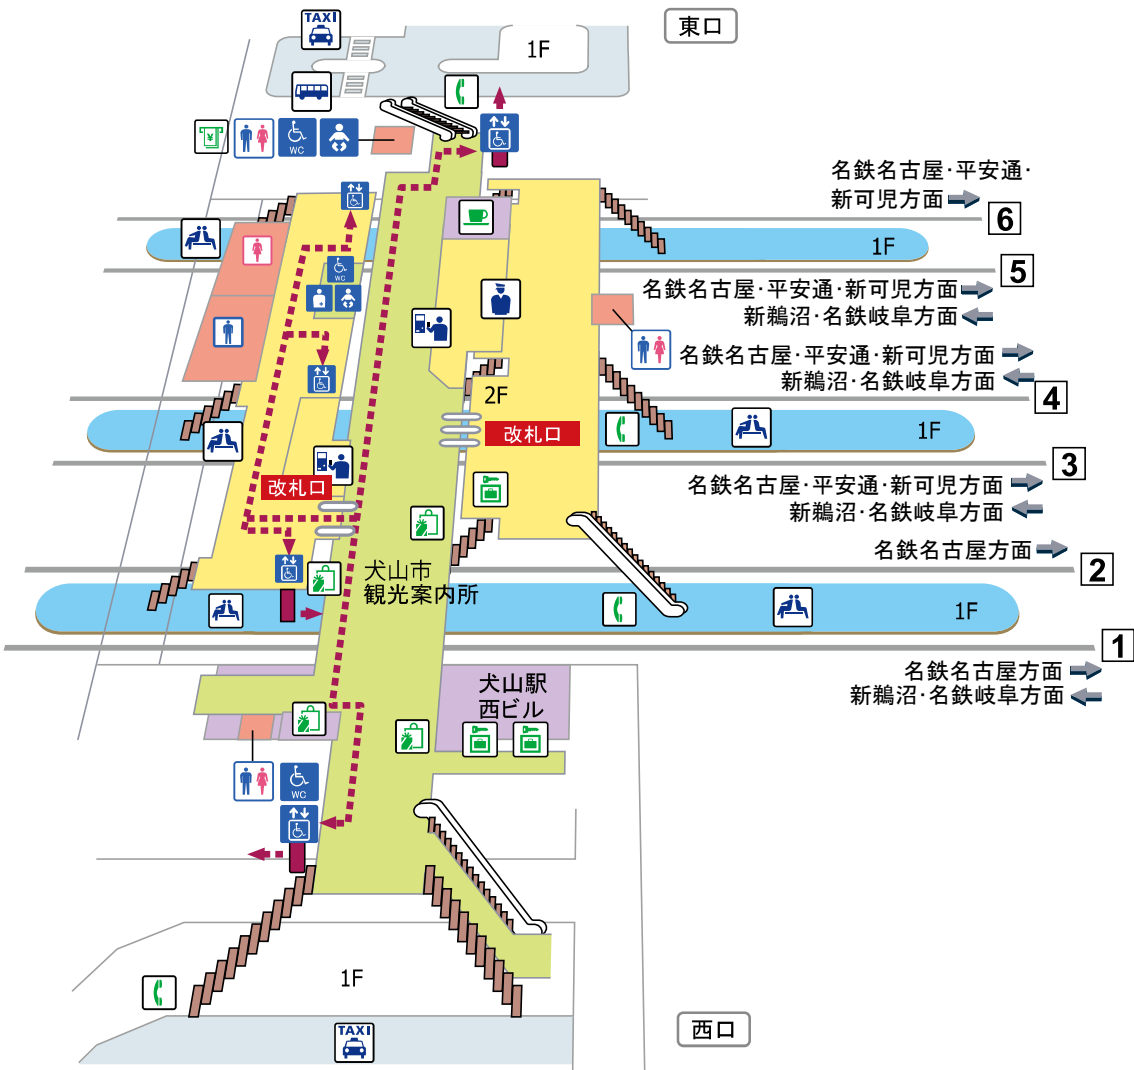 東口
TAXI
1F
¥
WC
名鉄名古屋・平安通・
新可児方面
6
1F
5
名鉄名古屋・平安通・新可児方面
新鵜沼・名鉄岐阜方面
WC
名鉄名古屋・平安通・新可児方面
新鵜沼・名鉄岐阜方面
4
2F
改札口
1F
3
改札口
名鉄名古屋・平安通・新可児方面
新鵜沼・名鉄岐阜方面
名鉄名古屋方面
2
犬山市
観光案内所
1F
1
名鉄名古屋方面
新鵜沼・名鉄岐阜方面
犬山駅
西ビル
WC
1F
TAXI
西口